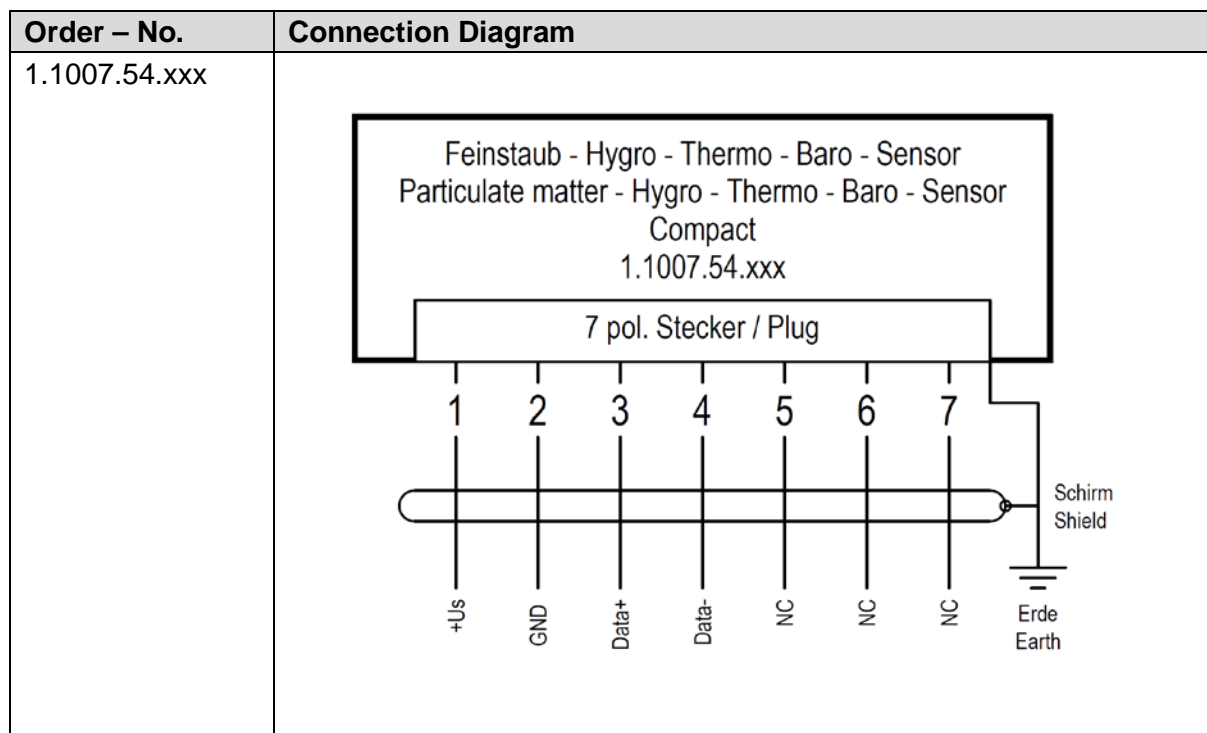 Order – No.
Connection Diagram
1.1007.54.xxx
Feinstaub - Hygro - Thermo - Baro - Sensor
Particulate matter - Hygro - Thermo - Baro - Sensor
Compact
1.1007.54.xxx
7 pol. Stecker / Plug
1 2 3 4 5 6 7
Schirm
Shield
+Us GND Data+ Data- NC NC NC
Erde
Earth